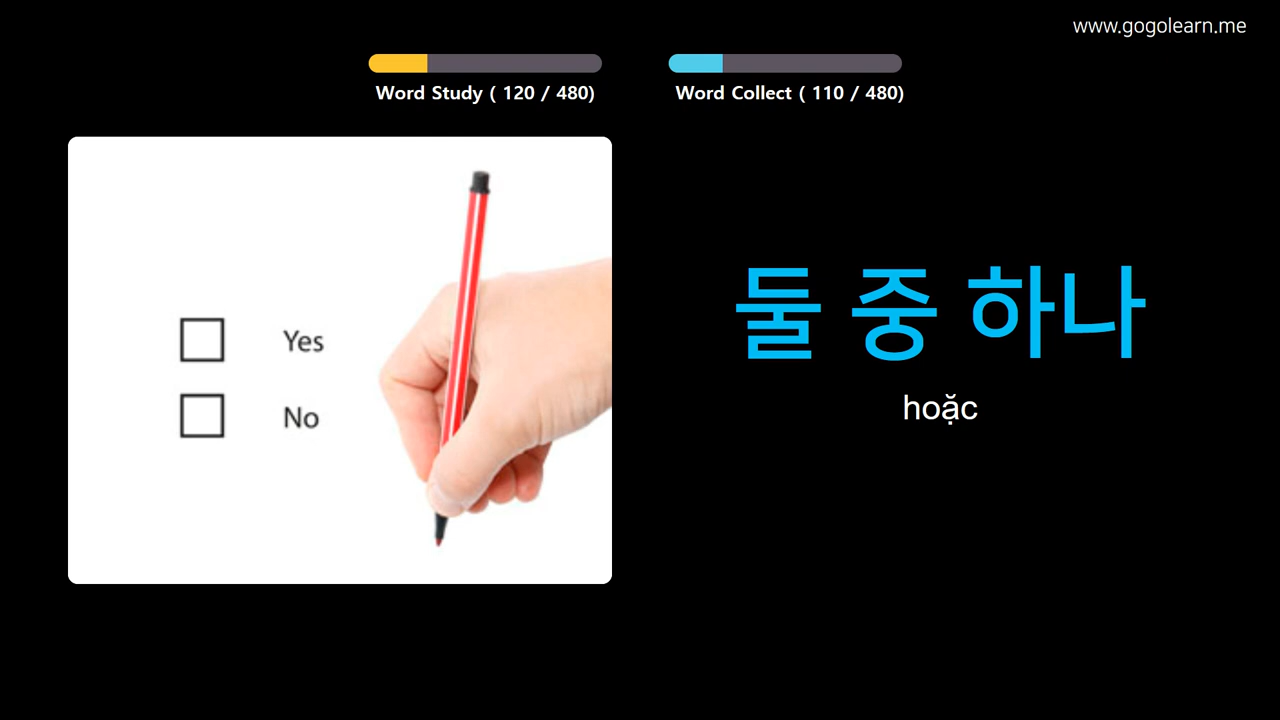 www.gogolearn.me
Word Study ( 120 / 480)
Word Collect ( 110 / 480)
Yes
No
둘 중 하나
hoặc